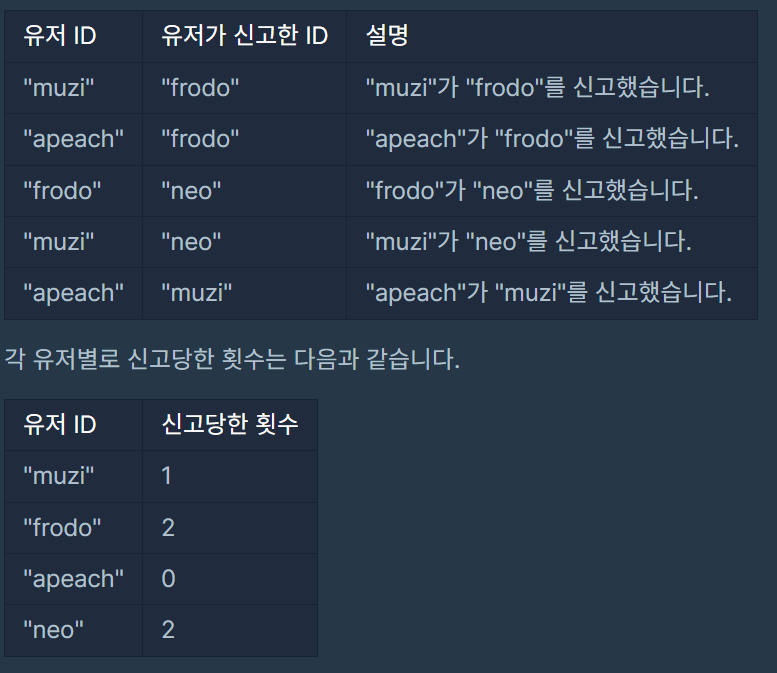 유저 ID 유저가 신고한 ID 설명
"muzi" "frodo" "muzi"가 "frodo"를 신고했습니다.
"apeach" "frodo" "apeach"가 "frodo"를 신고했습니다.
"frodo" "neo" "frodo"가 "neo"를 신고했습니다.
"muzi" "neo" "muzi"가 "neo"를 신고했습니다.
"apeach" "muzi" "apeach"가 "muzi"를 신고했습니다.
각 유저별로 신고당한 횟수는 다음과 같습니다.
유저 ID 신고당한 횟수
"muzi" 1
"frodo" 2
"apeach" 0
"neo" 2